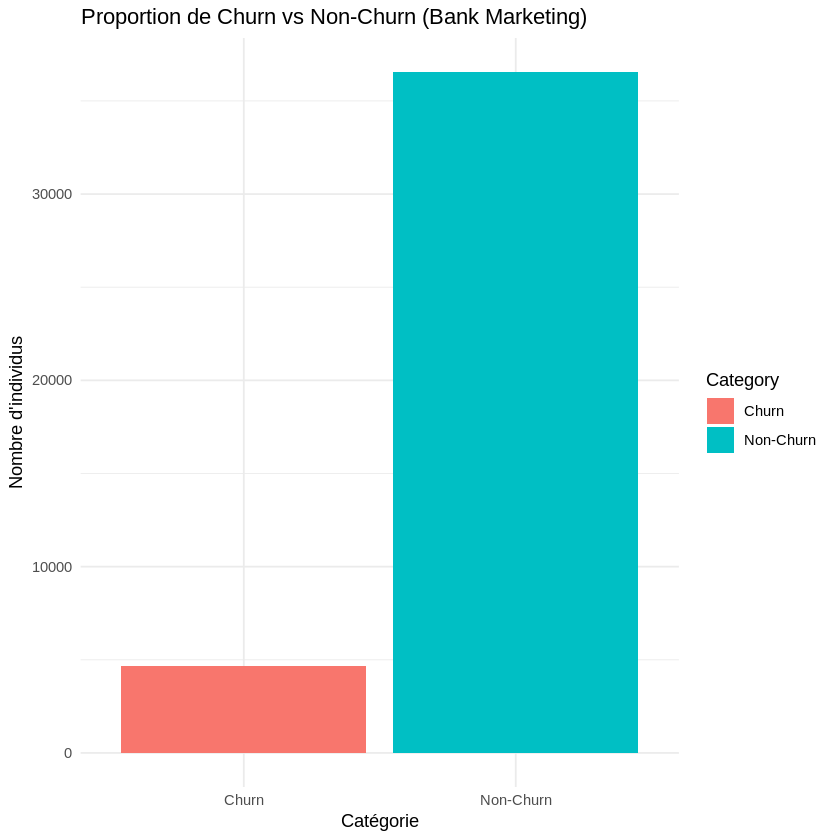 Proportion de Churn vs Non-Churn (Bank Marketing)
Nombre d'individus
30000
20000
10000
0
Churn
Non-Churn
Catégorie
Category
Churn
Non-Churn